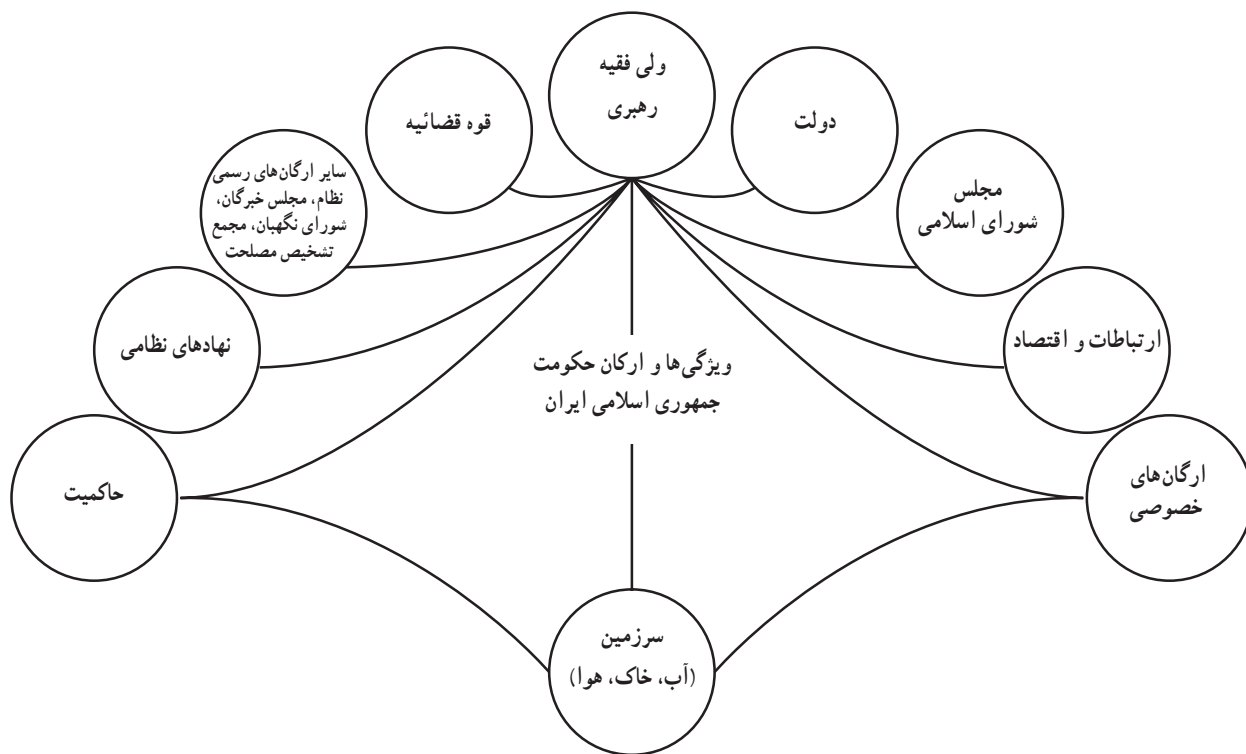 ولی فقیه
رهبری
دولت
قوه قضائیه
مجلس
شورای اسلامی
سایر ارگان‌های رسمی
نظام، مجلس خبرگان،
شورای نگهبان، مجمع
تشخیص مصلحت
ارتباطات و اقتصاد
نهادهای نظامی
ویژگی‌ها و ارکان حکومت
جمهوری اسلامی ایران
ارگان‌های
خصوصی
حاکمیت
سرزمین
(آب، خاک، هوا)